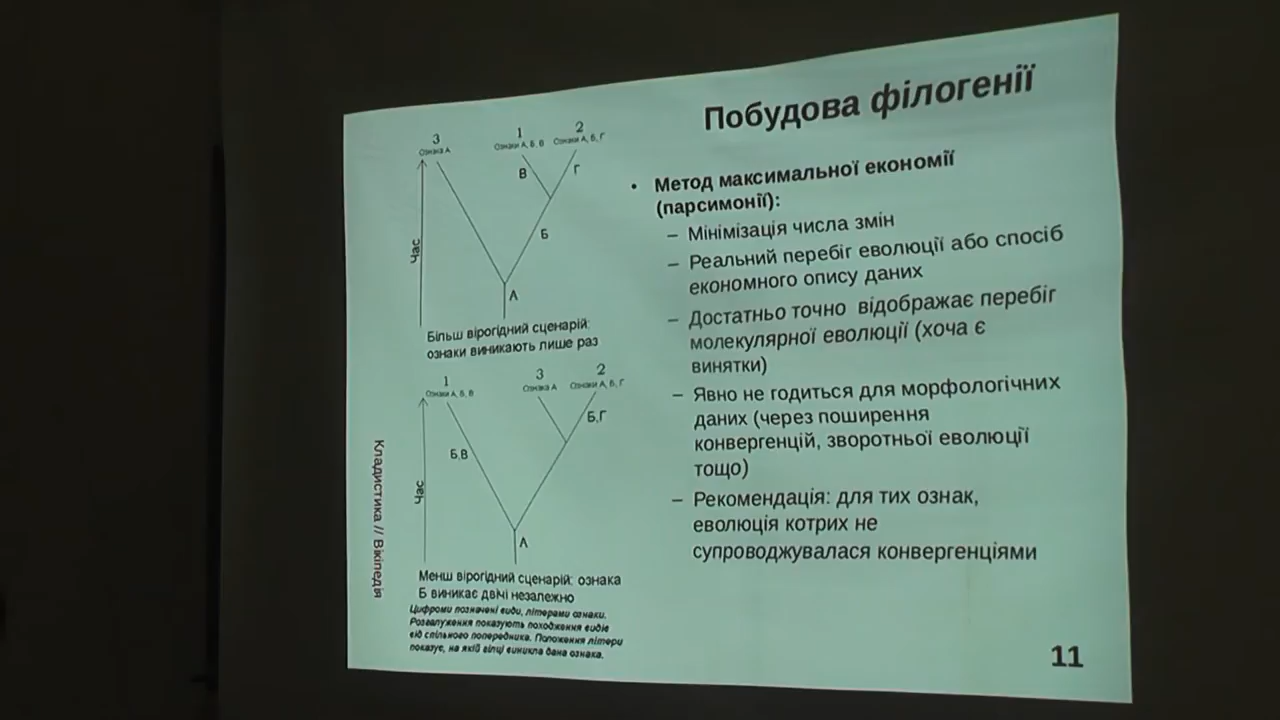 Побудова філогенії
• Метод максимальної економії
(парсимонії):
– Мінімізація числа змін
– Реальний перебіг еволюції або спосіб
економного опису даних
– Достатньо точно відображає перебіг
молекулярної еволюції (хоча є
винятки)
– Явно не годиться для морфологічних
даних (через поширення
конвергенцій, зворотньої еволюції
тощо)
– Рекомендація: для тих ознак,
еволюція котрих не
супроводжувалася конвергенціями
3 1 2
Ознака А Ознаки А, Б, В Ознаки А, Б, Г
В Г
Б
Час
А
Більш вірогідний сценарій:
ознаки виникають лише раз
1 3 2
Ознаки А, Б, В Ознака А Ознаки А, Б, Г
Б,Г
Б,В
Час
А
Менш вірогідний сценарій: ознака
Б виникає двічі незалежно
Цифрами позначені види, літерами ознаки.
Розгалуження показують походження видів
від спільного попередника. Положення літери
показує, на якій гілці виникла дана ознака.
Кладистика // Вікіпедія
11